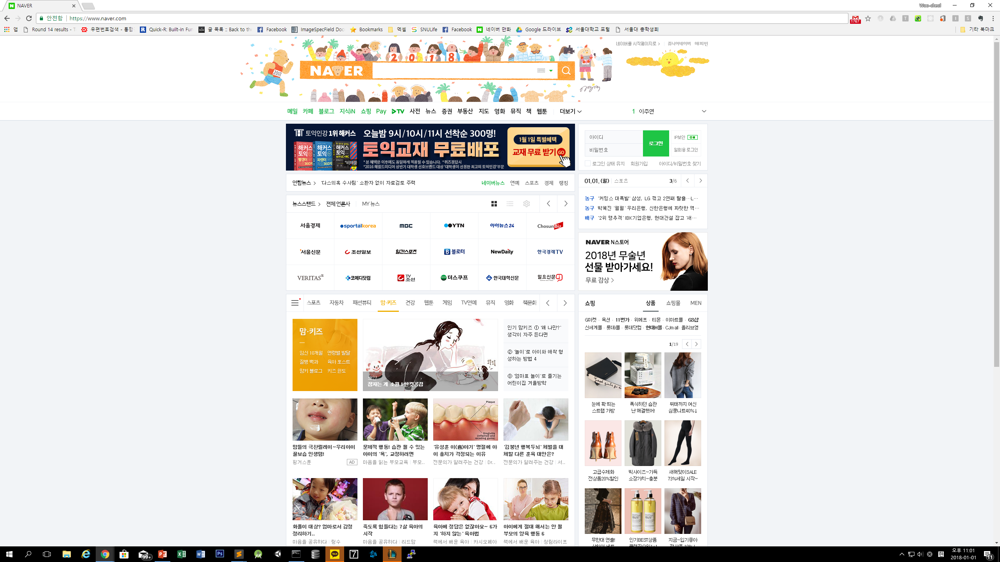 NAVER
Woo-cheol
안전함 https://www.naver.com
1767
앱 Round 14 results - 우편번호검색 - 통합 Quick-R: Built-in Fun 글 목록 :: Back to the Facebook ImageSpecField Doc Bookmarks 엑셀 SNULife Facebook 네이버 만화 Google 드라이브 서울대학교 포털 서울대 총학생회 기타 북마크
네이버를 시작페이지로 쥬니어네이버 해피빈
2018
2018
NAVER
메일 카페 블로그 지식iN 쇼핑 Pay TV 사전 뉴스 증권 부동산 지도 영화 뮤직 책 웹툰 더보기
1 이주연
토익인강 1위 해커스
해커스 토익
해커스 토익
해커스 토익
*비매품
오늘밤 9시/10시/11시 선착순 300명!
토익교재 무료배포
* 본 혜택은 이후에도 동일하게 적용될 수 있습니다. *퀴즈정답시
*2016 헤럴드미디어 상반기 대학생 선호브랜드 대상 '대학생이 선정한 최고의 토익인강'부문
1월 1일 특별혜택
교재 무료 받기 GO
아이디
비밀번호
로그인
IP보안 ON
일회용 로그인
로그인 상태 유지 회원가입 아이디/비밀번호 찾기
연합뉴스 '다스의혹 수사팀' 소환자 없이 자료검토 주력
네이버뉴스 연예 스포츠 경제 랭킹
01.01. (월) 스포츠 3/6
농구 '커밍스 대폭발' 삼성, LG 꺾고 2연패 탈출…L…
농구 박혜진 '펄펄' 우리은행, 신한은행에 짜릿한 역…
배구 '2위 맹추격' IBK기업은행, 현대건설 잡고 '새…
뉴스스탠드 전체 언론사 MY 뉴스
서울경제 sportalkorea MBC YTN 아이뉴스24 ChosunBiz
서울신문 조선일보 일간스포츠 블로터 NewDaily 한국경제TV
VERITAS α 코메디닷컴 TV조선 더스쿠프 한국대학신문 일요신문
NAVER N스토어
2018년 무술년
선물 받아가세요!
무료 감상
스포츠 자동차 패션뷰티 맘·키즈 건강 웹툰 게임 TV연예 뮤직 영화 책문화
맘·키즈
임신 10개월 연령별 발달
질병 백과 육아 포스트
맘키 블로그 키즈 윈도
뽀얀
잠자는 게 소원 I 한컷공감
인기 맘키즈 ① '왜 나만?'
생각이 자주 든다면
② '놀이'로 아이와 애착 형
성하는 방법 4
③ '엄마표 놀이'로 즐기는
어린이집 겨울방학
Plaque
Gingivitis
(inflamed and
receding gums)
맘들의 극찬릴레이~우리아이
꿀보습 인생템!
핑거스푼 AD
문제적 행동! 습관 될 수 있는
아이의 '욕', 교정하려면
마음을 읽는 부모교육 | 부모..
'유성훈 이(齒)야기' 명절에 아
이 충치가 걱정되는 이유
전문의가 알려주는 건강 | Dr..
'김붕년 행복두뇌' 체벌을 대
체할 다른 훈육 대안은?
전문의가 알려주는 건강 | 서..
화풀이 대상? 엄마로서 감정
정리하기..
마음을 공유하다 | 링수
죽도록 힘들다는 7살 육아의
시작
마음을 공유하다 | 리드맘
육아에 정답은 없잖아요~ 6가
지 '하지 않는' 육아법
책에서 배운 육아 | 카시오페아
아이에게 절대 해서는 안 될
부모의 양육 행동 6
책에서 배운 육아 | 청림라이프
쇼핑 상품 쇼핑몰 MEN
G마켓 · 옥션 · 11번가 · 위메프 · 티몬 · 이마트몰 · GS샵
신세계몰 · 롯데i몰 · 롯데닷컴 · 현대H몰 · CJmall · 올리브영
1/19
눈에 확 띄는
스트랩 가방
폭식하던 습관
난 해결했어!
뒤태까지 여신
심쿵니트40%↓
고급수제화
전상품20%할인
빅사이즈~가득
소장가치~충분
새해맞이SALE
73%세일 시작~
무한대 연출!
인기BEST상품
지금~입기좋아
99+
TALK
7
한
오후 11:01
2018-01-01
11